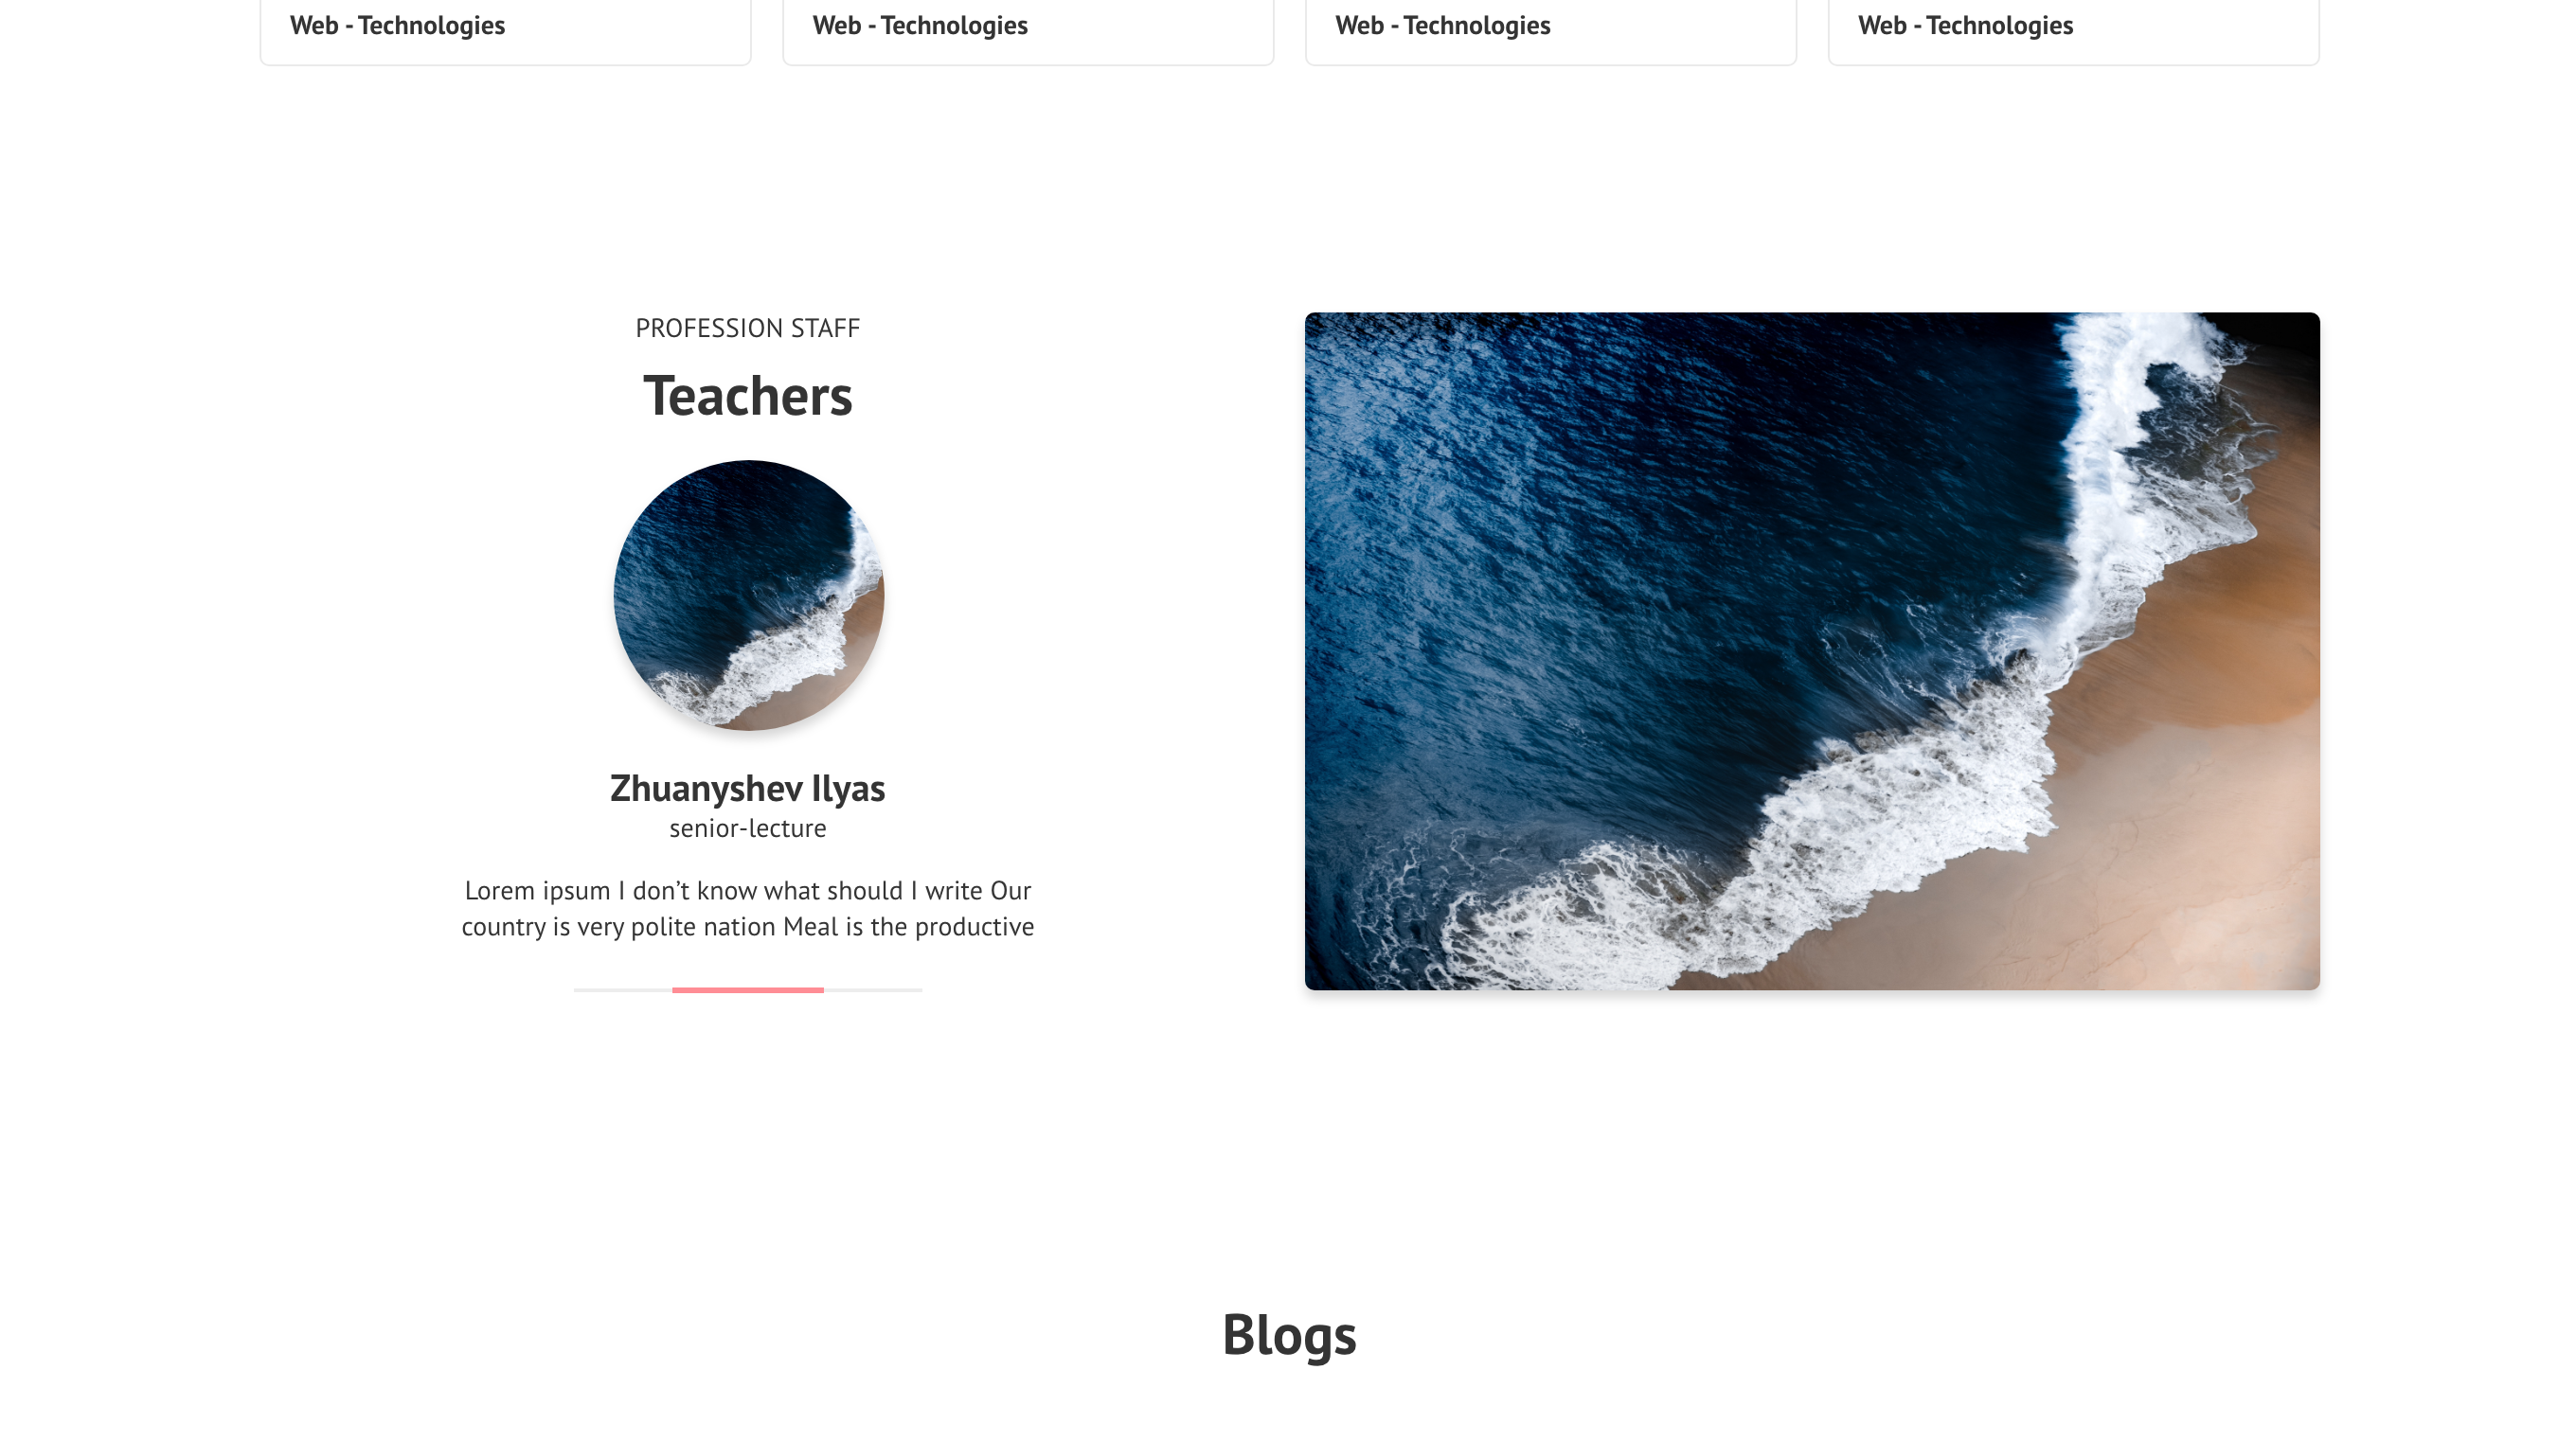 Web - Technologies
Web - Technologies
Web - Technologies
Web - Technologies
PROFESSION STAFF
Teachers
Zhuanyshev Ilyas
senior-lecture
Lorem ipsum I don’t know what should I write Our
country is very polite nation Meal is the productive
Blogs